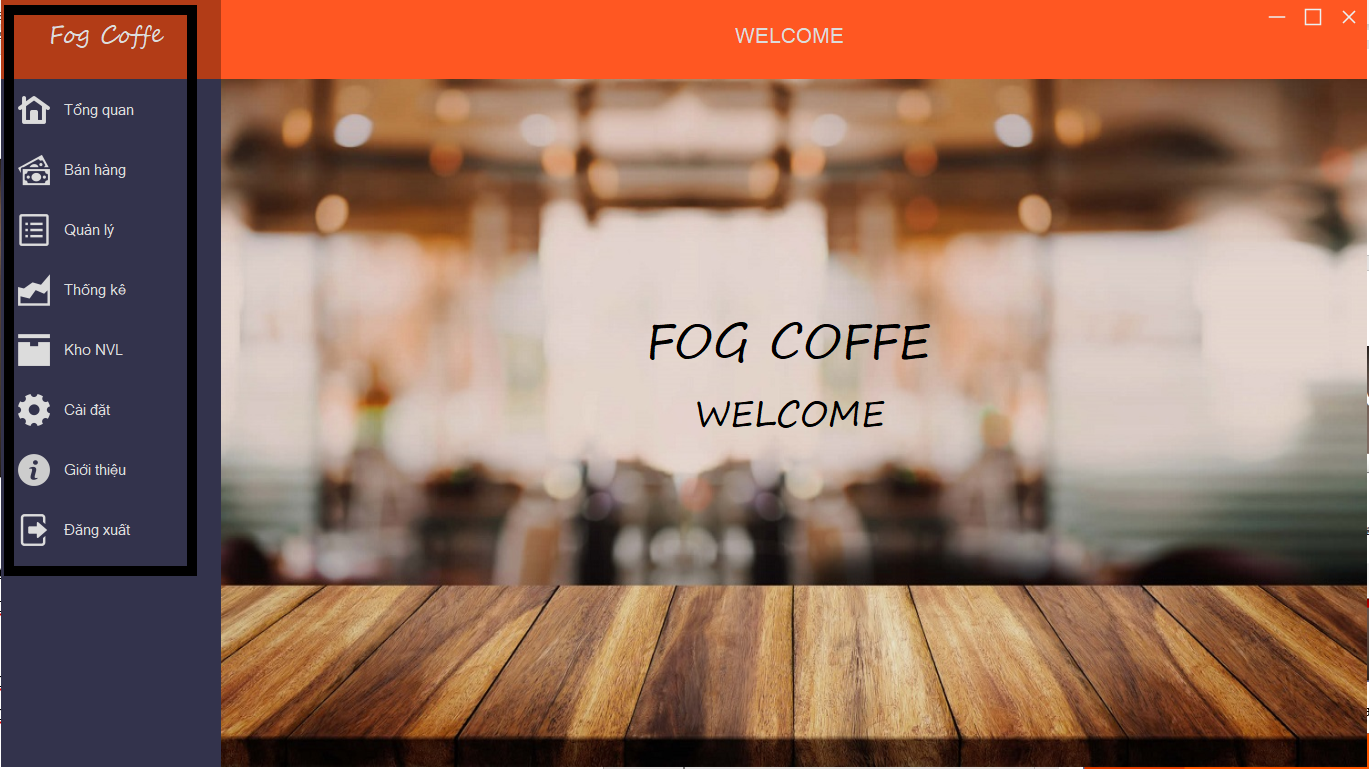 Fog Coffe
WELCOME
Tổng quan
Bán hàng
Quản lý
Thống kê
Kho NVL
Cài đặt
Giới thiệu
Đăng xuất
FOG COFFE
WELCOME